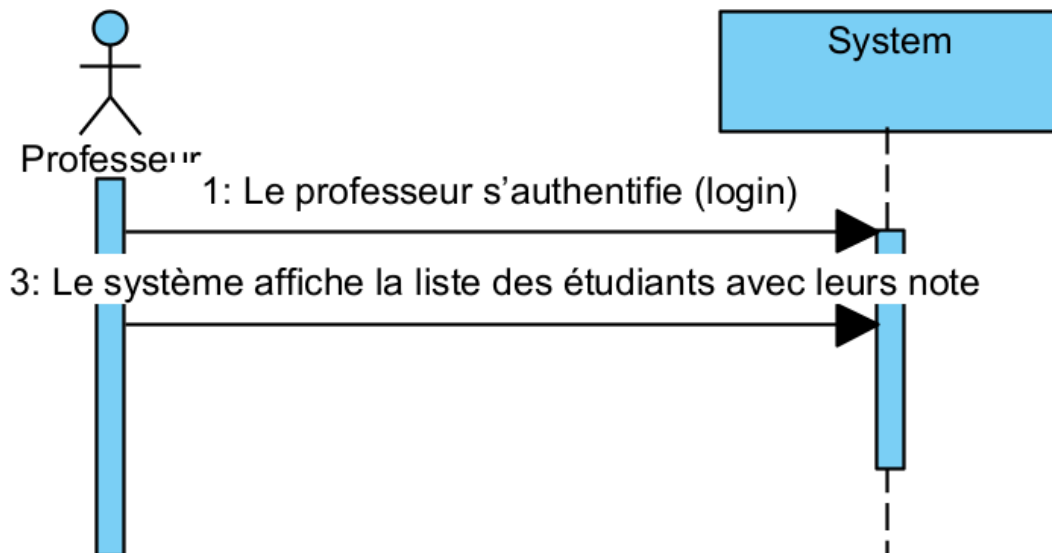 System
Professeur
1: Le professeur s’authentifie (login)
3: Le système affiche la liste des étudiants avec leurs note